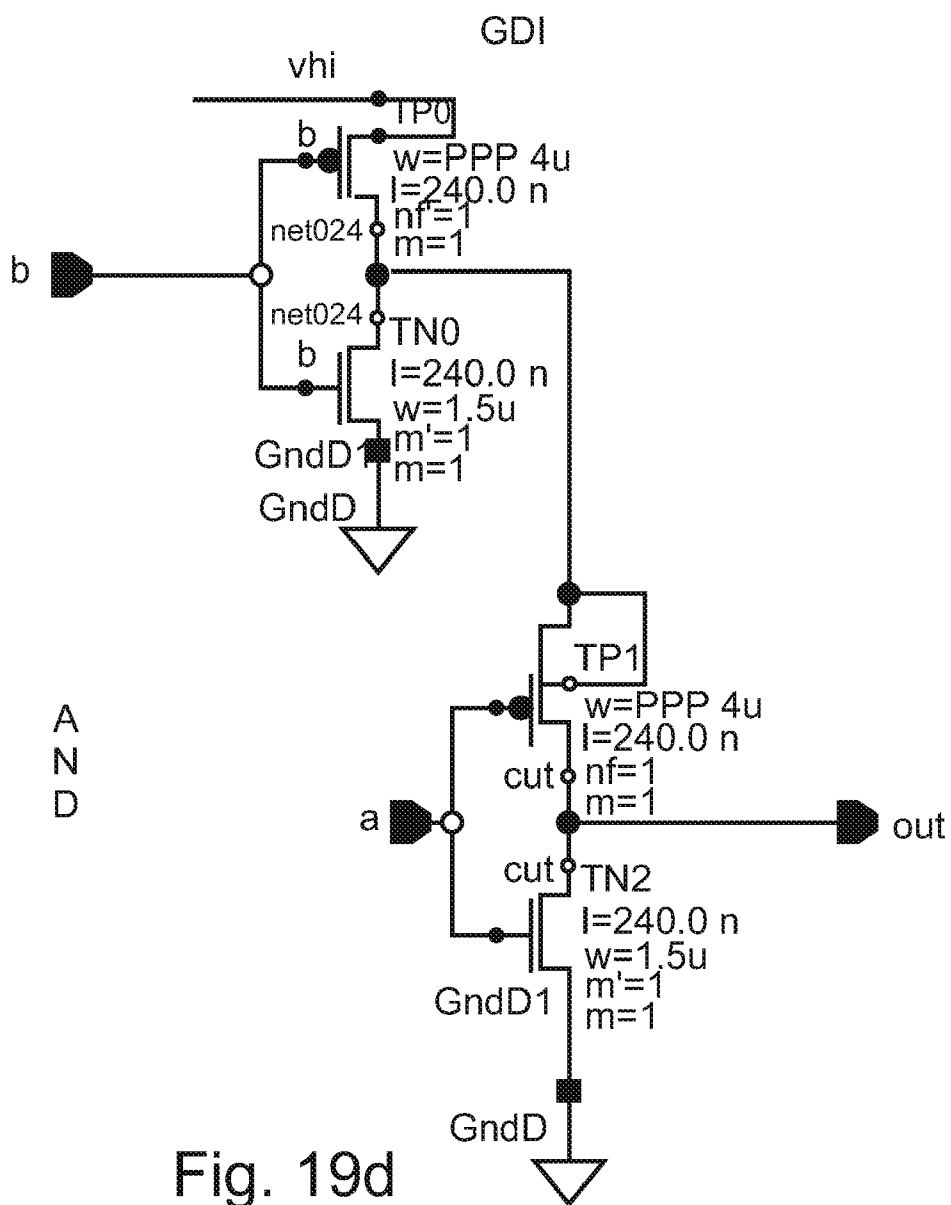 GDI
vhi
TP0
b
w=PPP 4u
l=240.0 n
nf'=1
m=1
net024
b
net024
TN0
b
l=240.0 n
w=1.5u
m'=1
m=1
GndD1
GndD
TP1
w=PPP 4u
l=240.0 n
nf=1
m=1
cut
A
N
D
a
out
cut
TN2
l=240.0 n
w=1.5u
m'=1
m=1
GndD1
GndD
Fig. 19d